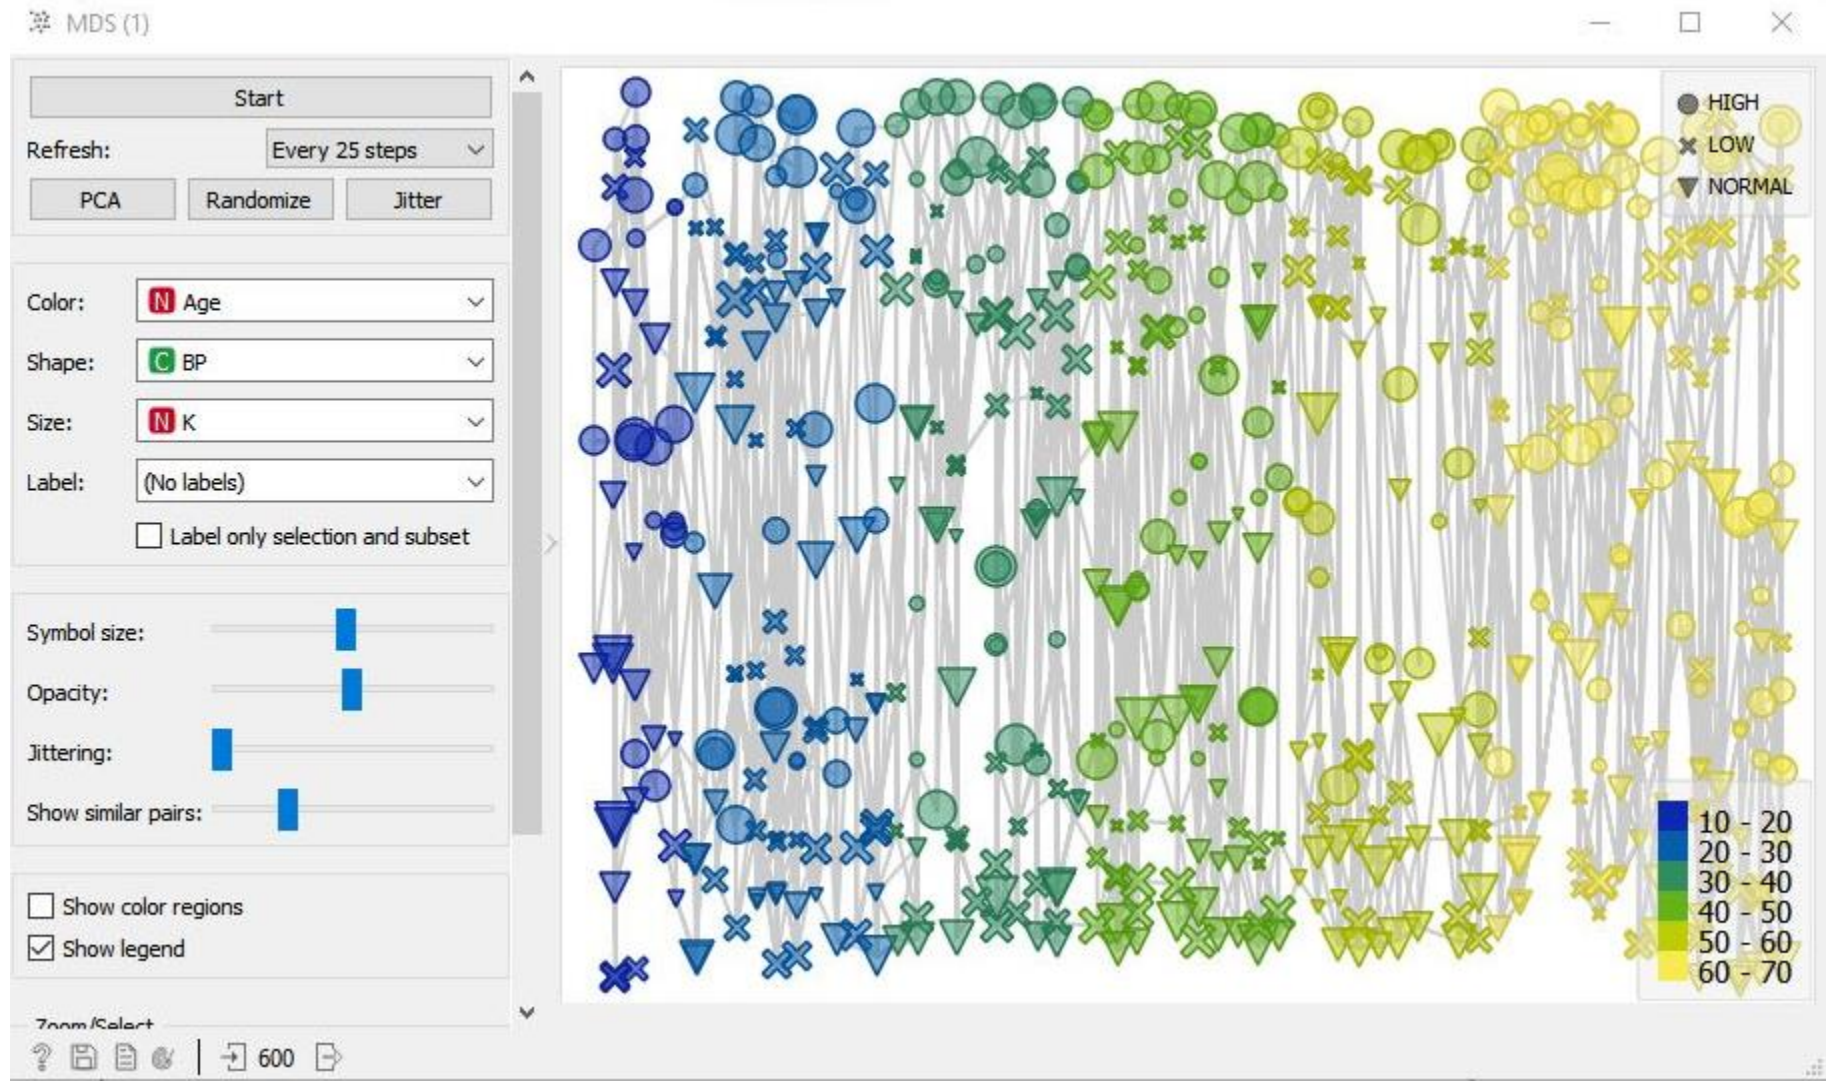 MDS (1)
Start
Refresh: Every 25 steps
PCA Randomize Jitter
Color: N Age
Shape: C BP
Size: N K
Label: (No labels)
Label only selection and subset
Symbol size:
Opacity:
Jittering:
Show similar pairs:
Show color regions
Show legend
Zoom/Select
? 600
HIGH
LOW
NORMAL
10 - 20
20 - 30
30 - 40
40 - 50
50 - 60
60 - 70